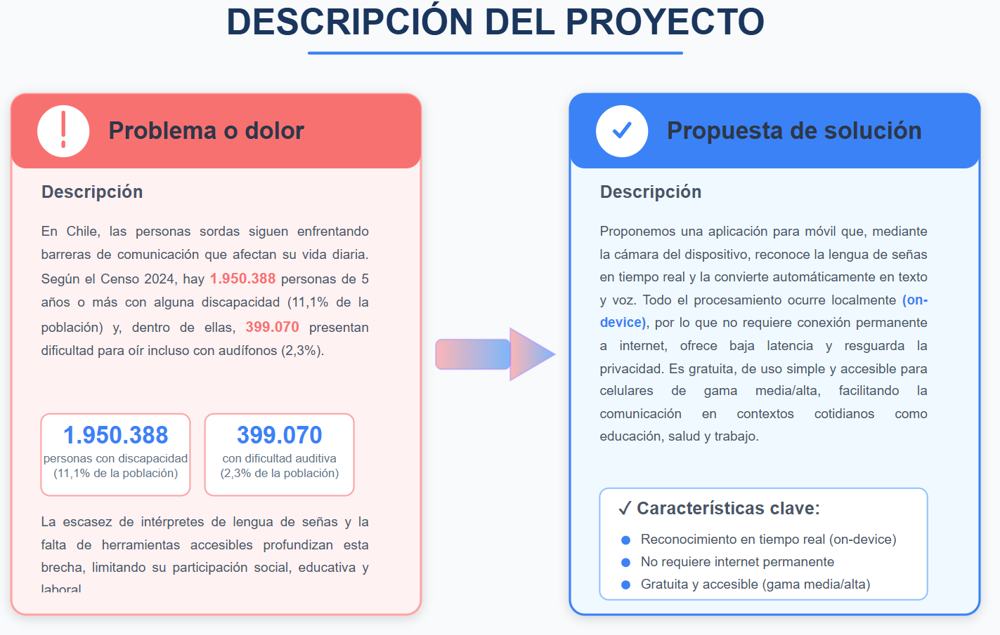 DESCRIPCIÓN DEL PROYECTO
Problema o dolor
Descripción
En Chile, las personas sordas siguen enfrentando
barreras de comunicación que afectan su vida diaria.
Según el Censo 2024, hay 1.950.388 personas de 5
años o más con alguna discapacidad (11,1% de la
población) y, dentro de ellas, 399.070 presentan
dificultad para oír incluso con audífonos (2,3%).
1.950.388
personas con discapacidad
(11,1% de la población)
399.070
con dificultad auditiva
(2,3% de la población)
La escasez de intérpretes de lengua de señas y la
falta de herramientas accesibles profundizan esta
brecha, limitando su participación social, educativa y
laboral
Propuesta de solución
Descripción
Proponemos una aplicación para móvil que, mediante
la cámara del dispositivo, reconoce la lengua de señas
en tiempo real y la convierte automáticamente en texto
y voz. Todo el procesamiento ocurre localmente (on-
device), por lo que no requiere conexión permanente
a internet, ofrece baja latencia y resguarda la
privacidad. Es gratuita, de uso simple y accesible para
celulares de gama media/alta, facilitando la
comunicación en contextos cotidianos como
educación, salud y trabajo.
✓ Características clave:
Reconocimiento en tiempo real (on-device)
No requiere internet permanente
Gratuita y accesible (gama media/alta)